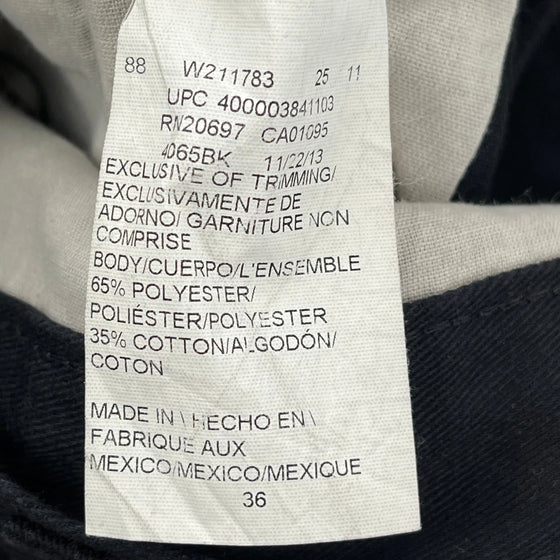 88 W211783 25 11
UPC 400003841103
RN20697 CA01095
4065BK 11/22/13
EXCLUSIVE OF TRIMMING/
EXCLUSIVAMENTE DE
ADORNO/ GARNITURE NON
COMPRISE
BODY/CUERPO/L'ENSEMBLE
65% POLYESTER/
POLIÉSTER/POLYESTER
35% COTTON/ALGODÓN/
COTON
MADE IN \ HECHO EN \
FABRIQUE AUX
MEXICO/MEXICO/MEXIQUE
36